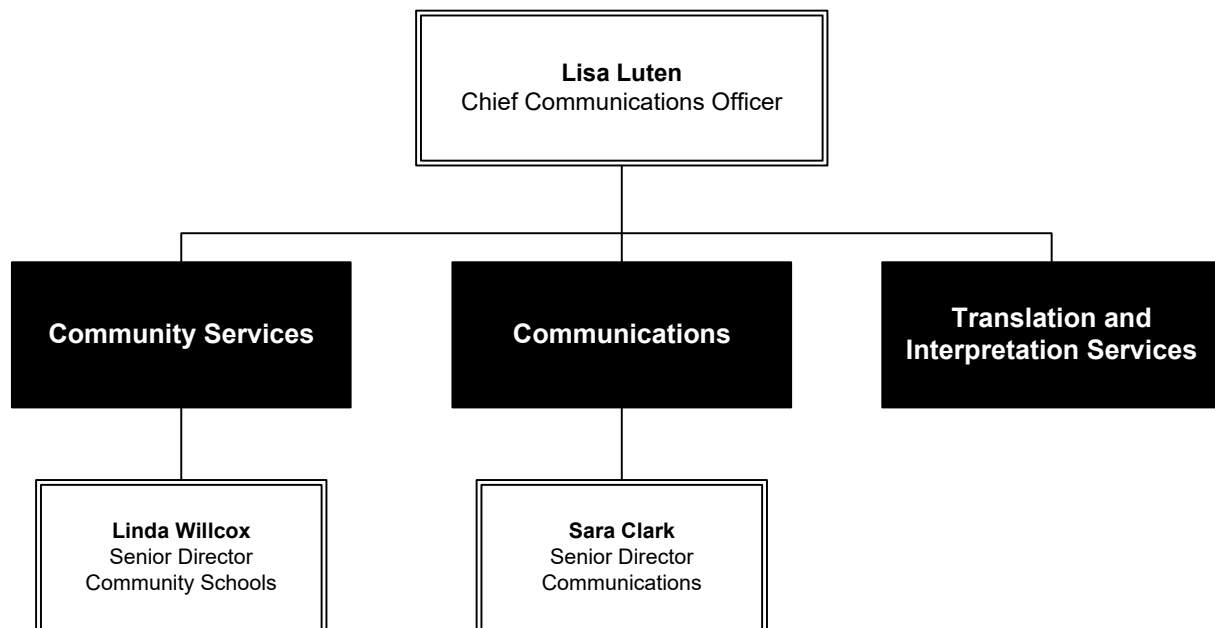 Lisa Luten
Chief Communications Officer
Community Services
Communications
Translation and
Interpretation Services
Linda Willcox
Senior Director
Community Schools
Sara Clark
Senior Director
Communications